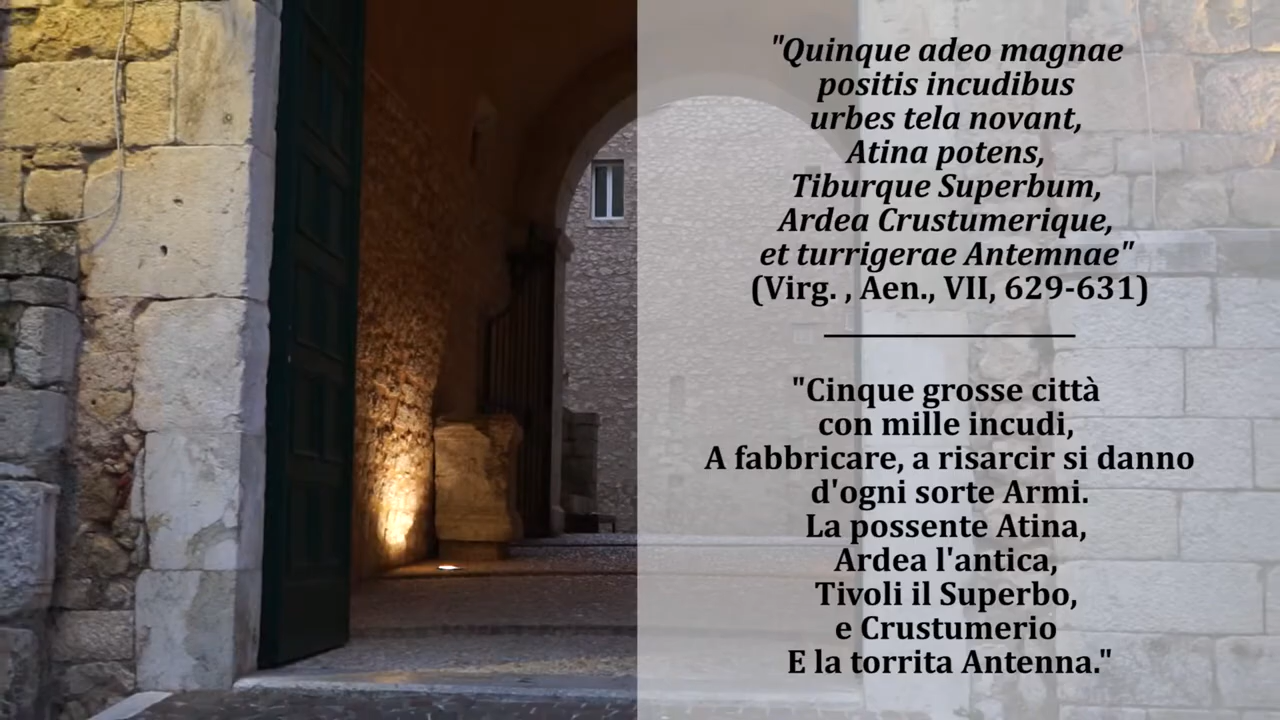 "Quinque adeo magnae
positis incudibus
urbes tela novant,
Atina potens,
Tiburque Superbum,
Ardea Crustumerique,
et turrigerae Antemnae"
(Virg. , Aen., VII, 629-631)
"Cinque grosse città
con mille incudi,
A fabbricare, a risarcir si danno
d'ogni sorte Armi.
La possente Atina,
Ardea l'antica,
Tivoli il Superbo,
e Crustumerio
E la torrita Antenna."